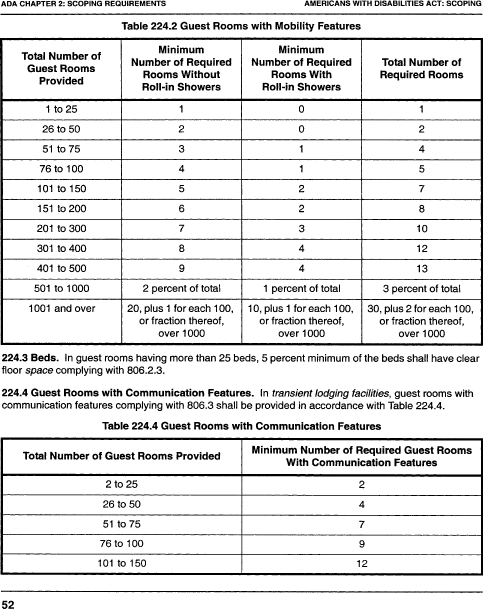 ADA CHAPTER 2: SCOPING REQUIREMENTS AMERICANS WITH DISABILITIES ACT: SCOPING
Table 224.2 Guest Rooms with Mobility Features
Total Number of Guest Rooms Provided
Minimum Number of Required Rooms Without Roll-in Showers
Minimum Number of Required Rooms With Roll-in Showers
Total Number of Required Rooms
1 to 25 1 0 1
26 to 50 2 0 2
51 to 75 3 1 4
76 to 100 4 1 5
101 to 150 5 2 7
151 to 200 6 2 8
201 to 300 7 3 10
301 to 400 8 4 12
401 to 500 9 4 13
501 to 1000 2 percent of total 1 percent of total 3 percent of total
1001 and over 20, plus 1 for each 100, 10, plus 1 for each 100, 30, plus 2 for each 100,
or fraction thereof, or fraction thereof, or fraction thereof,
over 1000 over 1000 over 1000
224.3 Beds. In guest rooms having more than 25 beds, 5 percent minimum of the beds shall have clear
floor space complying with 806.2.3.
224.4 Guest Rooms with Communication Features. In transient lodging facilities, guest rooms with
communication features complying with 806.3 shall be provided in accordance with Table 224.4.
Table 224.4 Guest Rooms with Communication Features
Total Number of Guest Rooms Provided
Minimum Number of Required Guest Rooms
With Communication Features
2 to 25 2
26 to 50 4
51 to 75 7
76 to 100 9
101 to 150 12
52